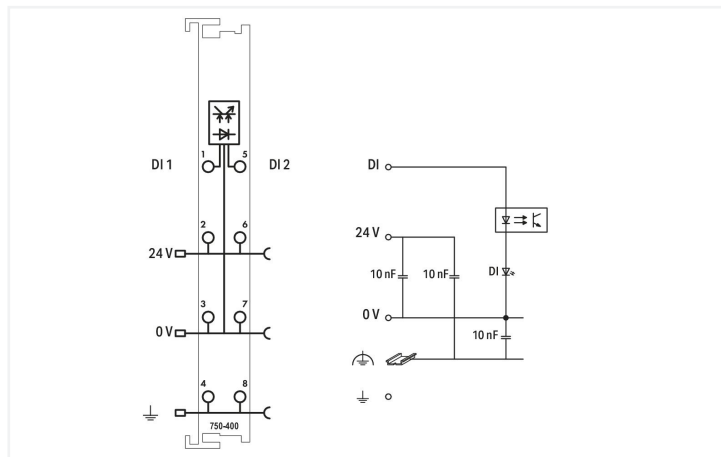 1 5
DI 1 DI 2
2 6
24 V
3 7
0 V
4 8
750-400
DI
24 V
10 nF 10 nF DI
0 V
10 nF